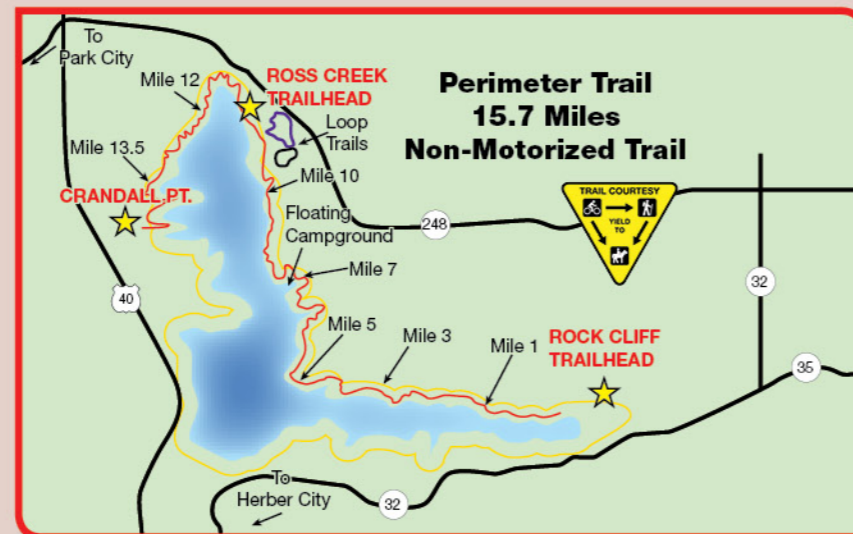 To
Park City
Mile 12
ROSS CREEK
TRAILHEAD
Perimeter Trail
15.7 Miles
Non-Motorized Trail
Loop
Trails
Mile 13.5
Mile 10
CRANDALL PT.
TRAIL COURTESY
YIELD
TO
Floating
Campground
248
Mile 7
40
32
Mile 5
Mile 3
Mile 1
ROCK CLIFF
TRAILHEAD
35
To
Herber City
32